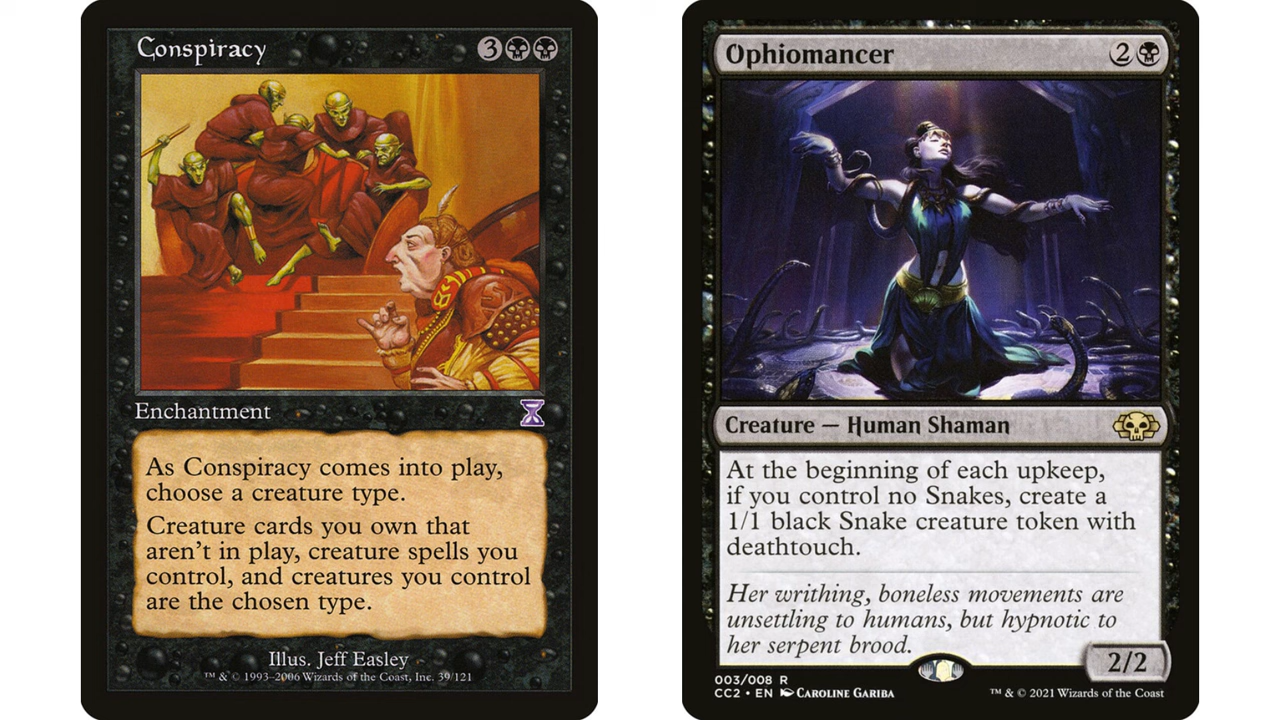 Conspiracy 3
Enchantment
As Conspiracy comes into play,
choose a creature type.
Creature cards you own that
aren't in play, creature spells you
control, and creatures you control
are the chosen type.
Illus. Jeff Easley
™ & © 1993–2006 Wizards of the Coast, Inc. 39/121
Ophiomancer 2
Creature — Human Shaman
At the beginning of each upkeep,
if you control no Snakes, create a
1/1 black Snake creature token with
deathtouch.
Her writhing, boneless movements are
unsettling to humans, but hypnotic to
her serpent brood.
2/2
003/008 R
CC2 • EN Caroline Gariba
™ & © 2021 Wizards of the Coast